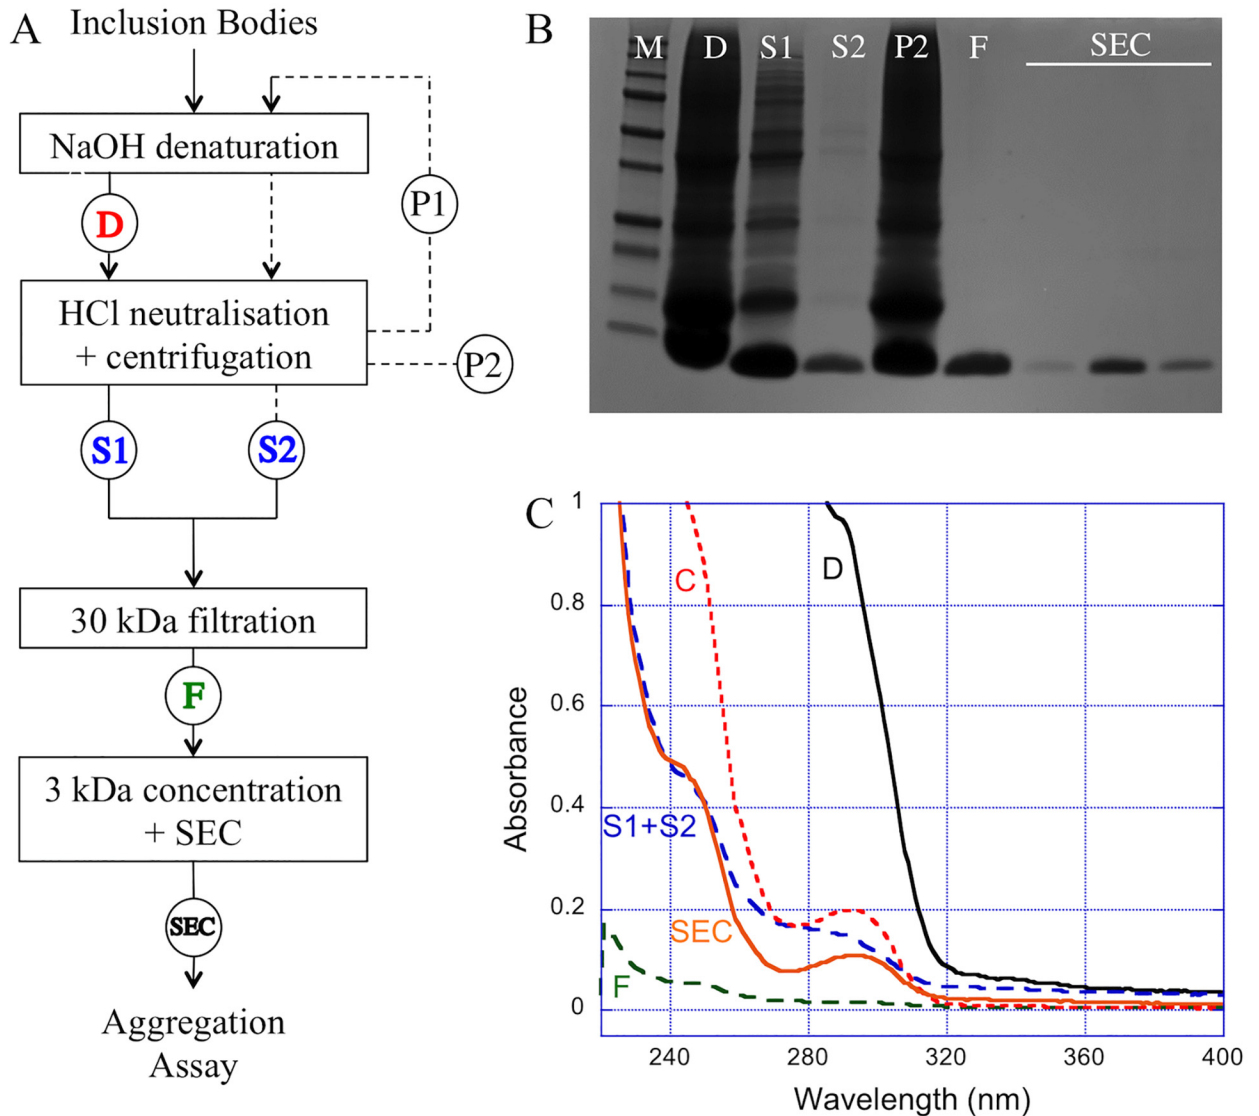 A
Inclusion Bodies
NaOH denaturation
D
P1
HCl neutralisation
+ centrifugation
P2
S1
S2
30 kDa filtration
F
3 kDa concentration
+ SEC
SEC
Aggregation
Assay
B
M D S1 S2 P2 F SEC
C
1
0.8
0.6
0.4
0.2
0
Absorbance
C
D
S1+S2
SEC
F
240 280 320 360 400
Wavelength (nm)